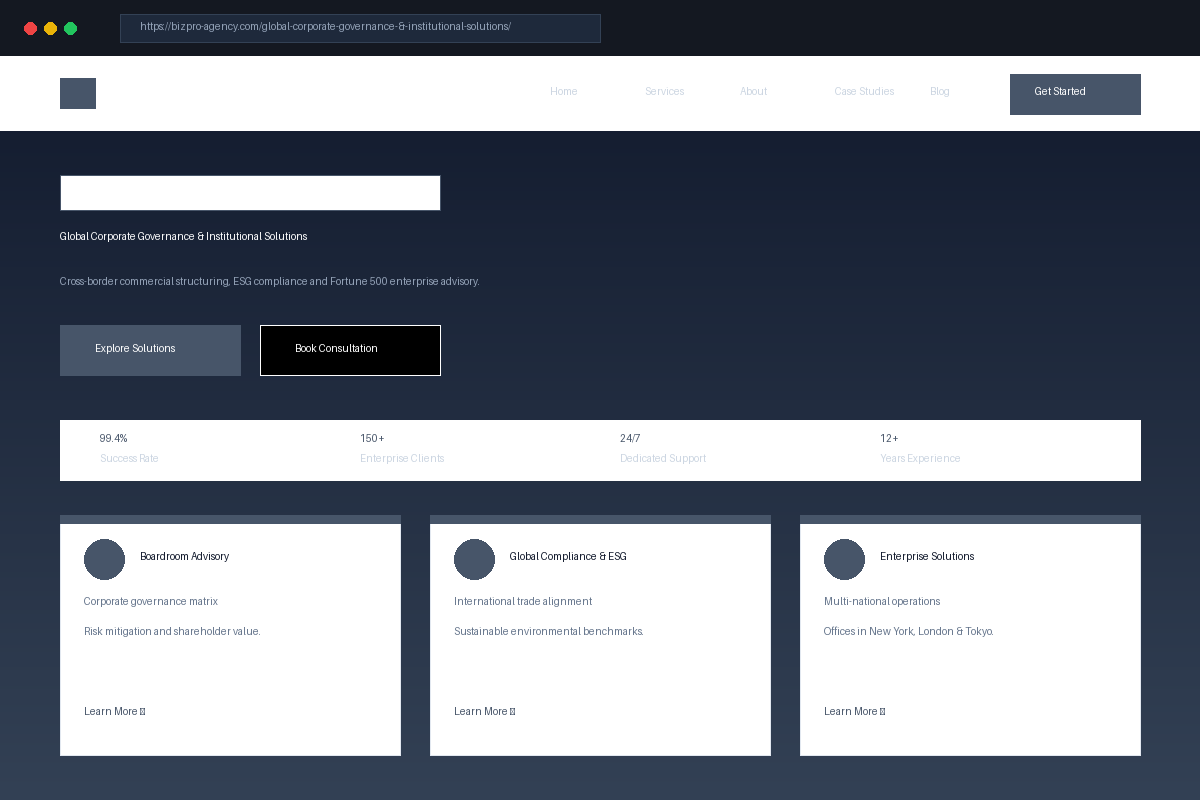 https://bizpro-agency.com/global-corporate-governance-&-institutional-solutions/
Home Services About Case Studies Blog Get Started
Global Corporate Governance & Institutional Solutions
Cross-border commercial structuring, ESG compliance and Fortune 500 enterprise advisory.
Explore Solutions Book Consultation
99.4% 150+ 24/7 12+
Success Rate Enterprise Clients Dedicated Support Years Experience
Boardroom Advisory Global Compliance & ESG Enterprise Solutions
Corporate governance matrix International trade alignment Multi-national operations
Risk mitigation and shareholder value. Sustainable environmental benchmarks. Offices in New York, London & Tokyo.
Learn More Learn More Learn More